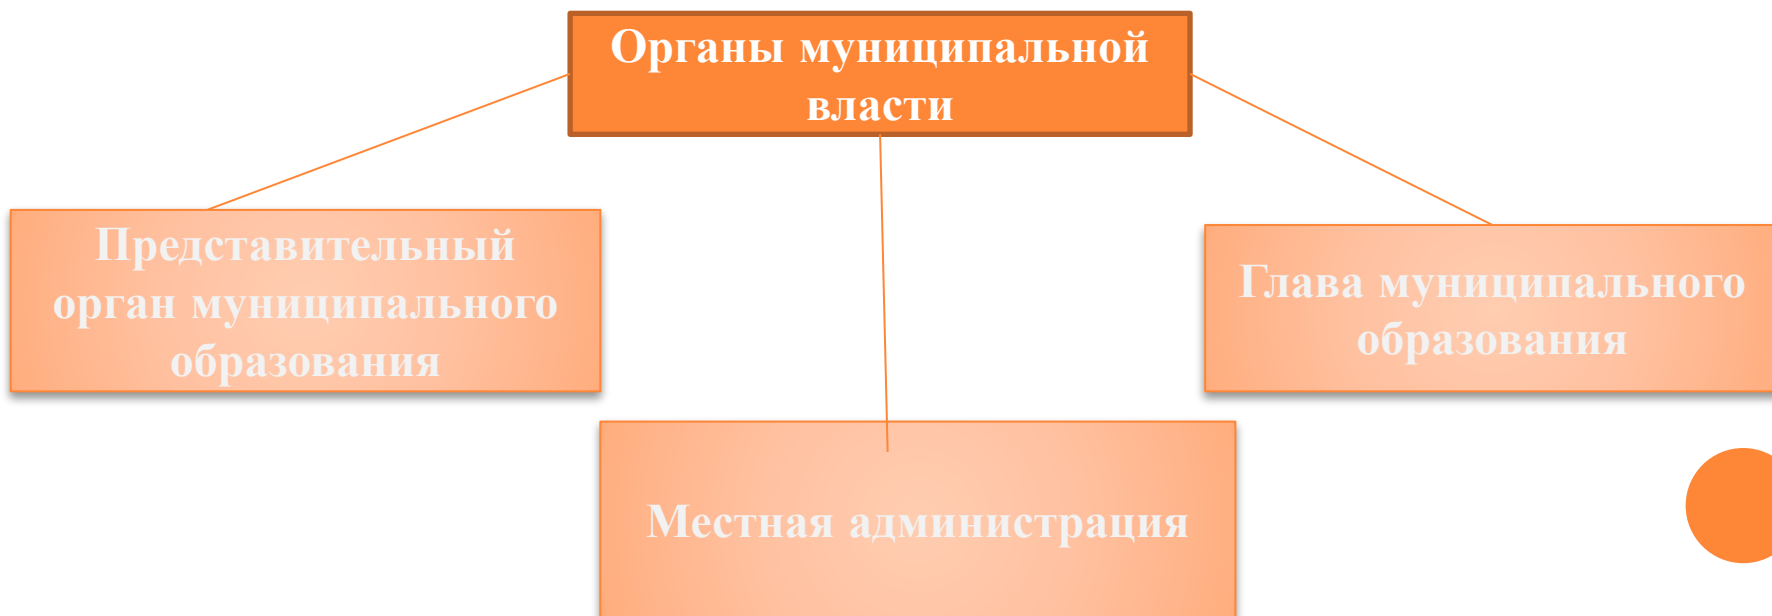 Органы муниципальной
власти
Представительный
орган муниципального
образования
Глава муниципального
образования
Местная администрация